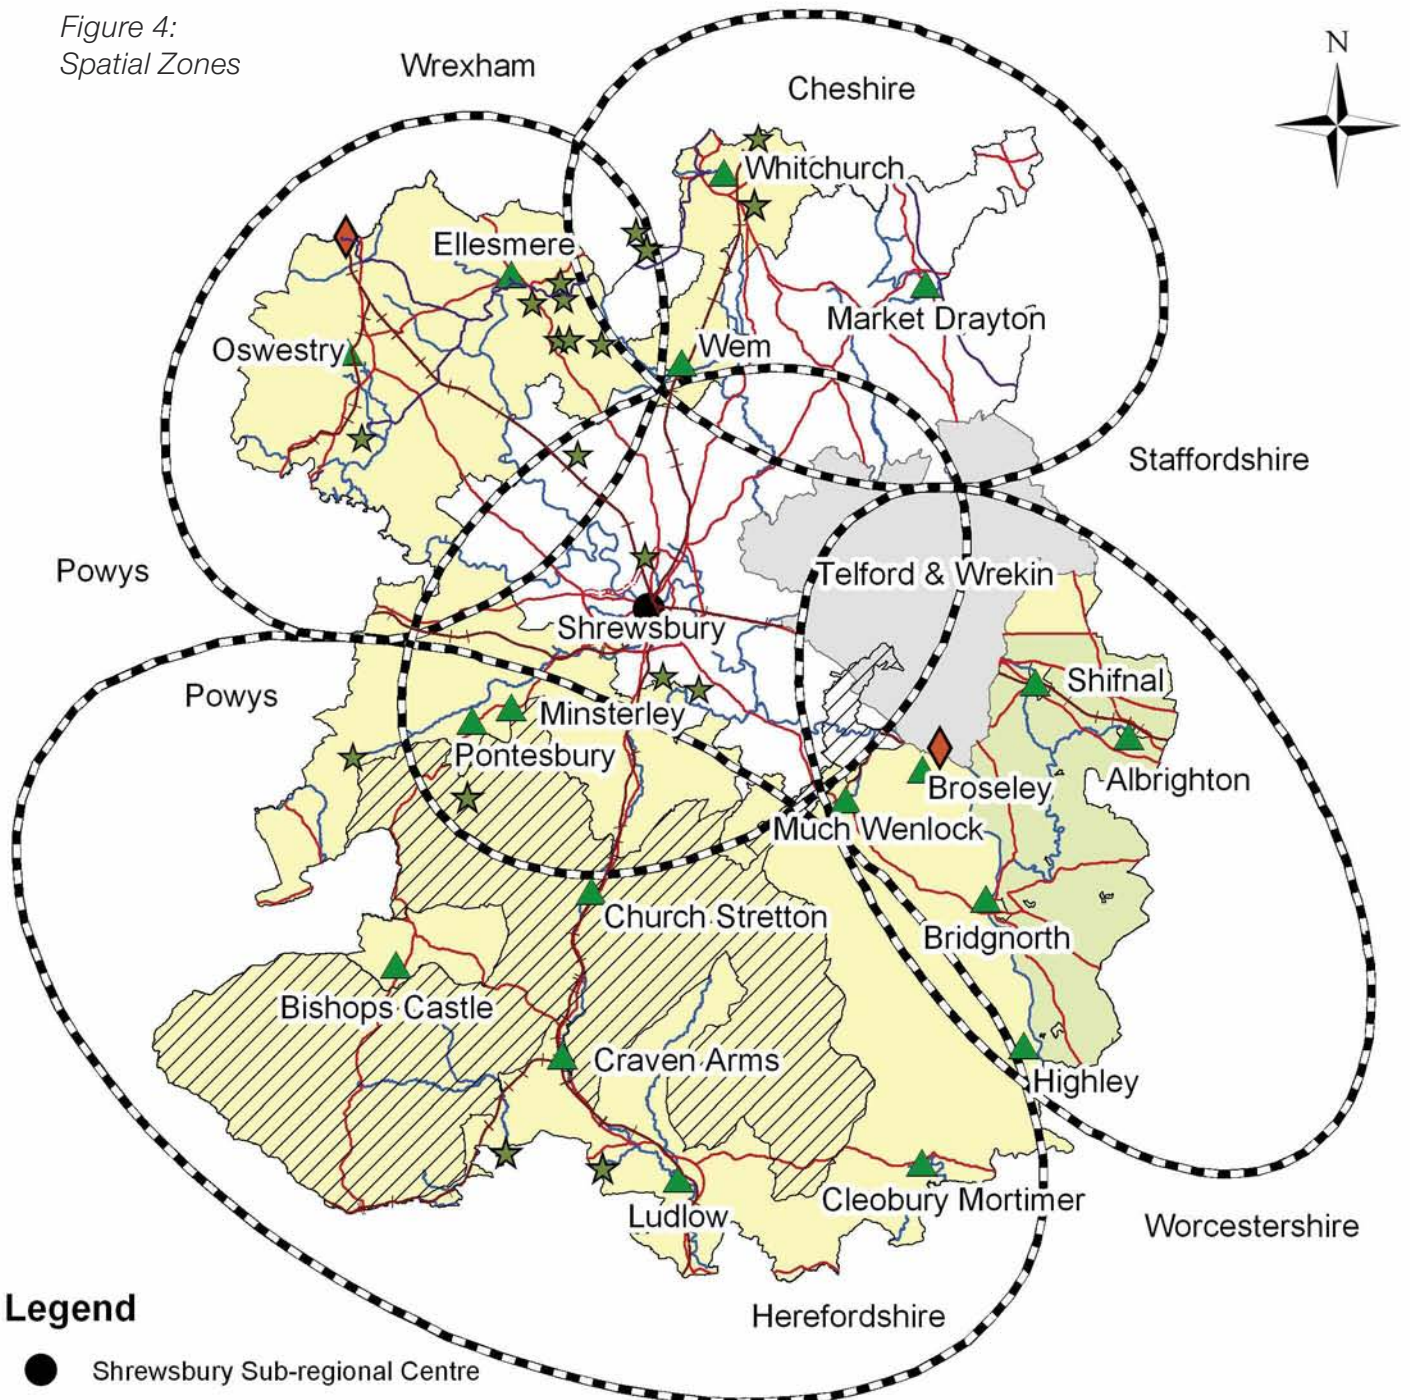 Figure 4:
Spatial Zones
Wrexham
Cheshire
N
Whitchurch
Ellesmere
Market Drayton
Oswestry
Wem
Staffordshire
Powys
Telford & Wrekin
Shrewsbury
Shifnal
Powys
Minsterley
Pontesbury
Albrighton
Broseley
Much Wenlock
Church Stretton
Bridgnorth
Bishops Castle
Craven Arms
Highley
Cleobury Mortimer
Ludlow
Worcestershire
Legend
Herefordshire
Shrewsbury Sub-regional Centre